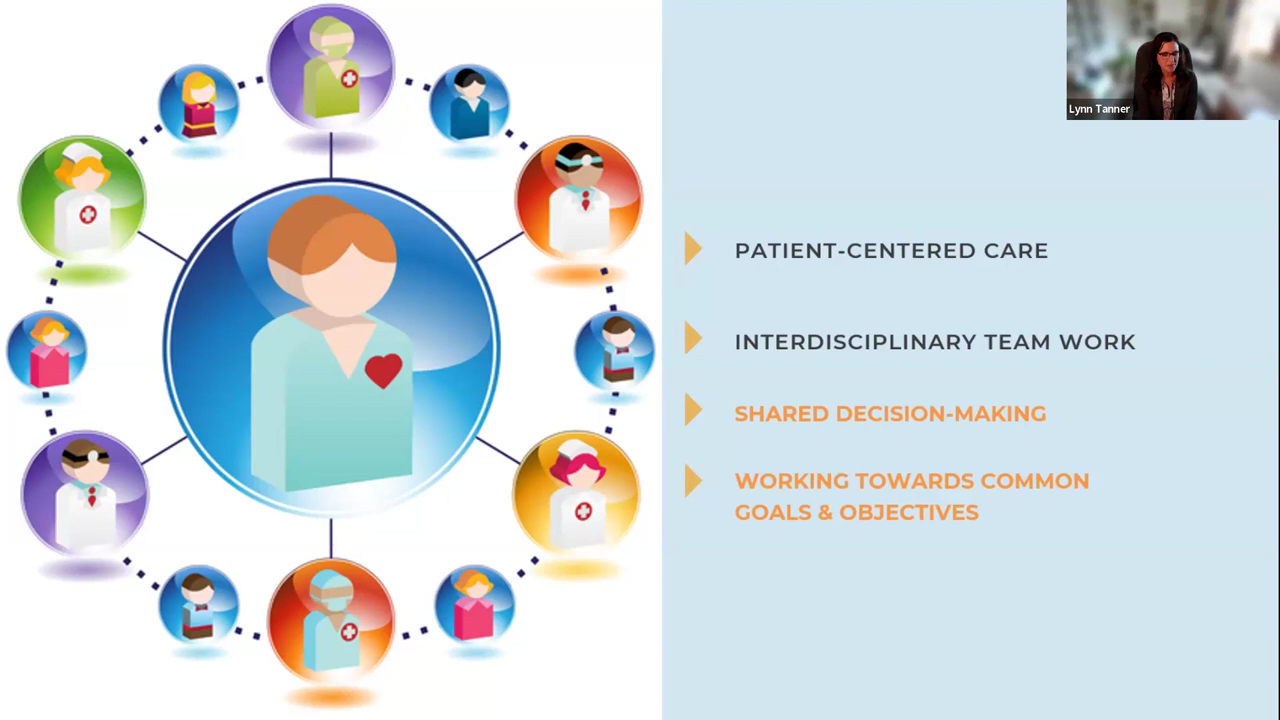 Lynn Tanner
PATIENT-CENTERED CARE
INTERDISCIPLINARY TEAM WORK
SHARED DECISION-MAKING
WORKING TOWARDS COMMON
GOALS & OBJECTIVES